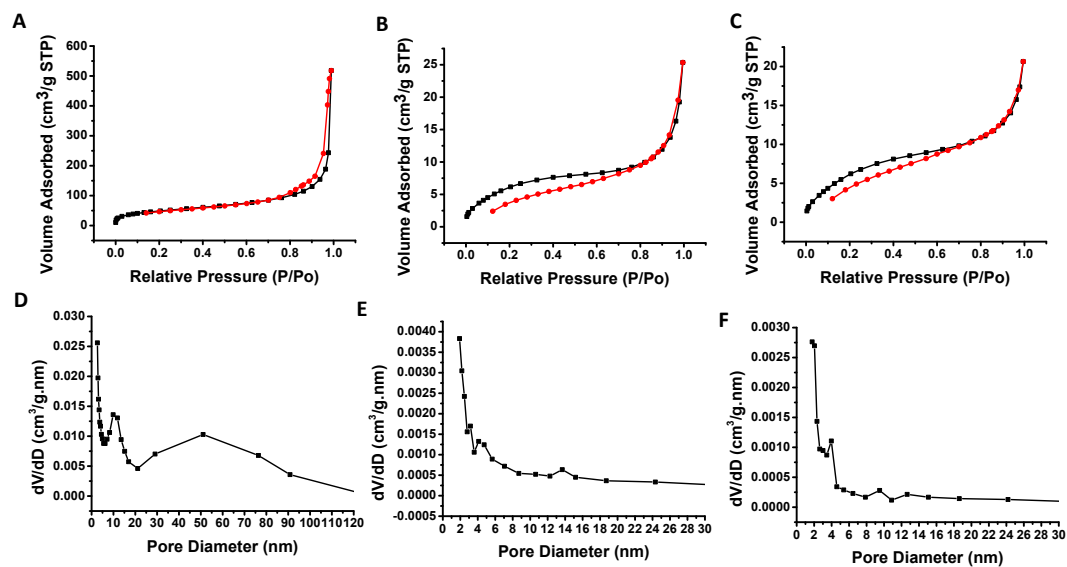 A
Volume Adsorbed (cm³/g STP)
600
500
400
300
200
100
0
0.0 0.2 0.4 0.6 0.8 1.0
Relative Pressure (P/Po)
B
Volume Adsorbed (cm³/g STP)
25
20
15
10
5
0
0.0 0.2 0.4 0.6 0.8 1.0
Relative Pressure (P/Po)
C
Volume Adsorbed (cm³/g STP)
20
15
10
5
0
0.0 0.2 0.4 0.6 0.8 1.0
Relative Pressure (P/Po)
D
dV/dD (cm³/g.nm)
0.030
0.025
0.020
0.015
0.010
0.005
0.000
0 10 20 30 40 50 60 70 80 90 100 110 120
Pore Diameter (nm)
E
dV/dD (cm³/g.nm)
0.0040
0.0035
0.0030
0.0025
0.0020
0.0015
0.0010
0.0005
0.000
-0.0005
0 2 4 6 8 10 12 14 16 18 20 22 24 26 28 30
Pore Diameter (nm)
F
dV/dD (cm³/g.nm)
0.0030
0.0025
0.0020
0.0015
0.0010
0.0005
0.0000
0 2 4 6 8 10 12 14 16 18 20 22 24 26 28 30
Pore Diameter (nm)